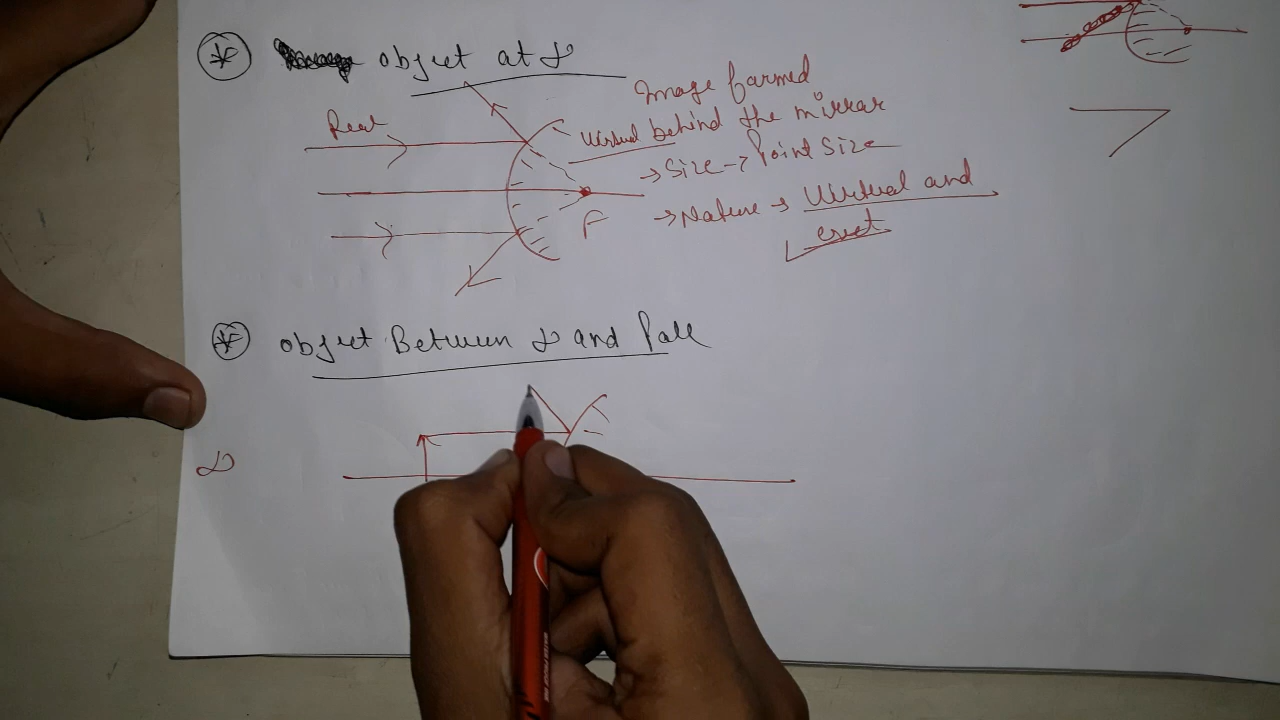 object at ∞
Real
Image formed
virtual behind the mirror
→ Size → Point Size
→ Nature → Virtual and
erect
F
object Between ∞ and Pole
∞